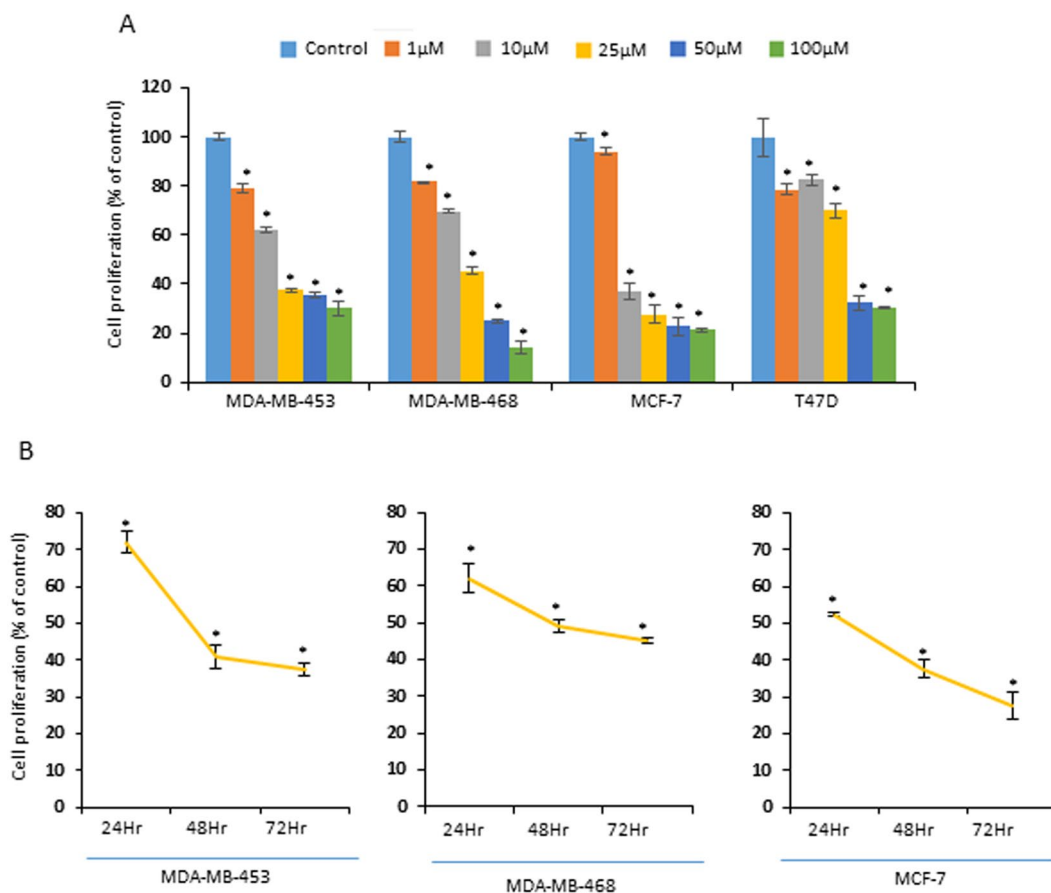 A
Control 1µM 10µM 25µM 50µM 100µM
Cell proliferation (% of control)
120
100
80
60
40
20
0
* * * * * * * * * * * * * * * * * * * *
MDA-MB-453 MDA-MB-468 MCF-7 T47D
B
Cell proliferation (% of control)
80
70
60
50
40
30
20
10
0
* * *
24Hr 48Hr 72Hr
MDA-MB-453
80
70
60
50
40
30
20
10
0
* * *
24Hr 48Hr 72Hr
MDA-MB-468
80
70
60
50
40
30
20
10
0
* * *
24Hr 48Hr 72Hr
MCF-7